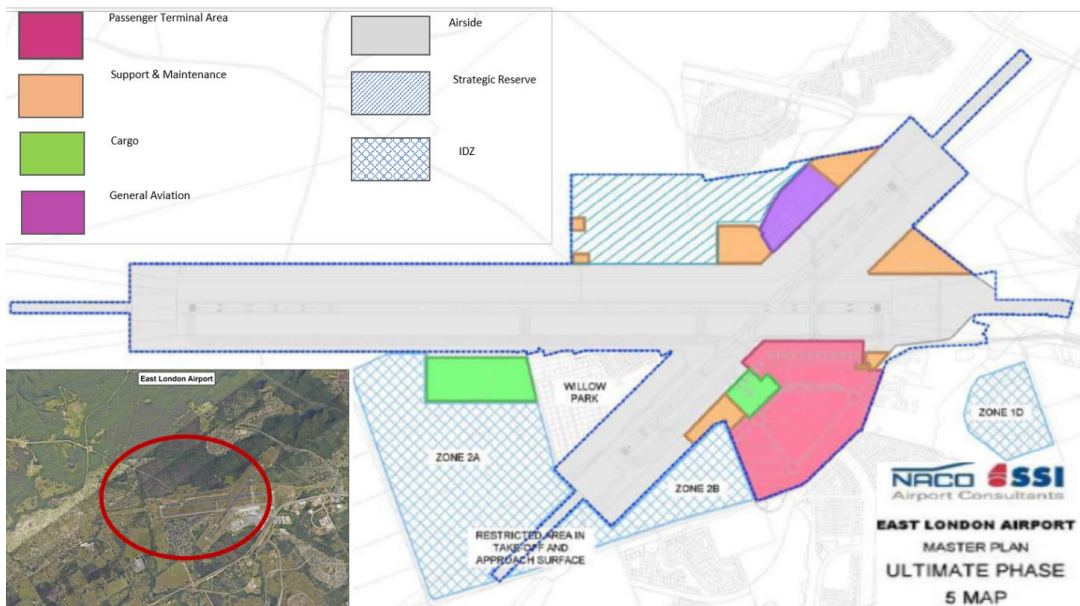 Passenger Terminal Area
Support & Maintenance
Cargo
General Aviation
Airside
Strategic Reserve
IDZ
East London Airport
WILLOW
PARK
ZONE 2A
ZONE 2B
ZONE 1D
RESTRICTED AREA IN
TAKE-OFF AND
APPROACH SURFACE
NACO SSI
Airport Consultants
EAST LONDON AIRPORT
MASTER PLAN
ULTIMATE PHASE
5 MAP